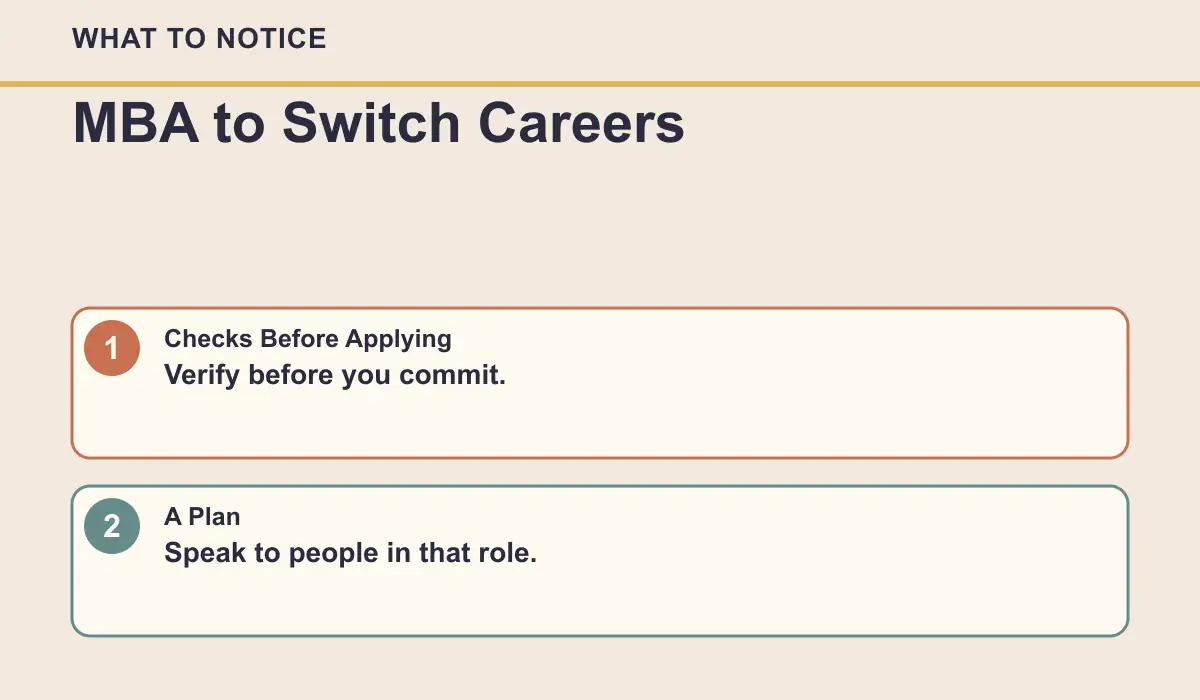 WHAT TO NOTICE
MBA to Switch Careers
1
Checks Before Applying
Verify before you commit.
2
A Plan
Speak to people in that role.